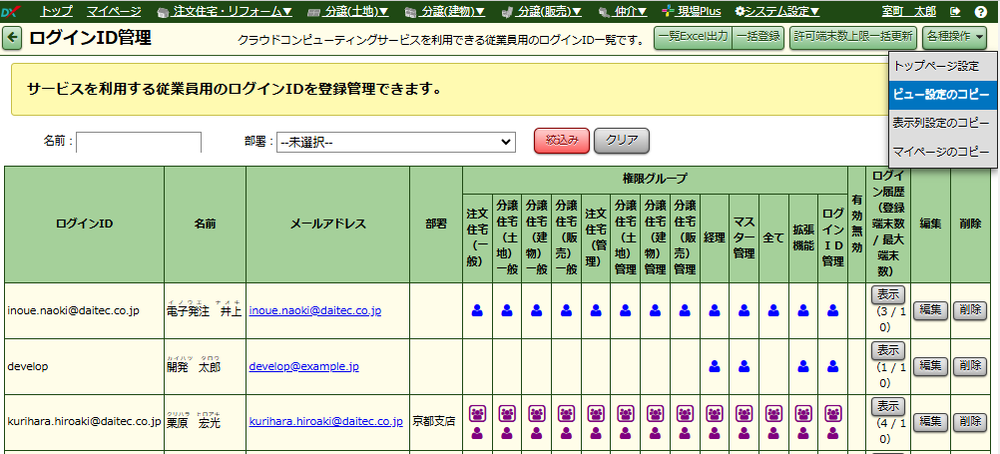 DX トップ マイページ 注文住宅・リフォーム▼ 分譲(土地)▼ 分譲(建物)▼ 分譲(販売)▼ 仲介▼ 現場Plus システム設定▼ 室町 太郎
ログインID管理 クラウドコンピューティングサービスを利用できる従業員用のログインID一覧です。 一覧Excel出力 一括登録 許可端末数上限一括更新 各種操作
トップページ設定
ビュー設定のコピー
表示列設定のコピー
マイページのコピー
サービスを利用する従業員用のログインIDを登録管理できます。
名前： 部署： --未選択-- 絞込み クリア
ログインID 名前 メールアドレス 部署 権限グループ 有効無効 ログイン履歴（登録端末数 / 最大端末数） 編集 削除
注文住宅（一般） 分譲住宅（土地）一般 分譲住宅（建物）一般 分譲住宅（販売）一般 注文住宅（管理） 分譲住宅（土地）管理 分譲住宅（建物）管理 分譲住宅（販売）管理 経理 マスター管理 全て 拡張機能 ログインＩＤ管理
イノウエ ナオキ
inoue.naoki@daitec.co.jp 電子発注 井上 inoue.naoki@daitec.co.jp 表示 （3 / 10） 編集 削除
カイハツ タロウ
develop 開発 太郎 develop@example.jp 表示 （1 / 10） 編集 削除
クリハラ ヒロアキ
kurihara.hiroaki@daitec.co.jp 栗原 宏光 kurihara.hiroaki@daitec.co.jp 京都支店 表示 （4 / 10） 編集 削除